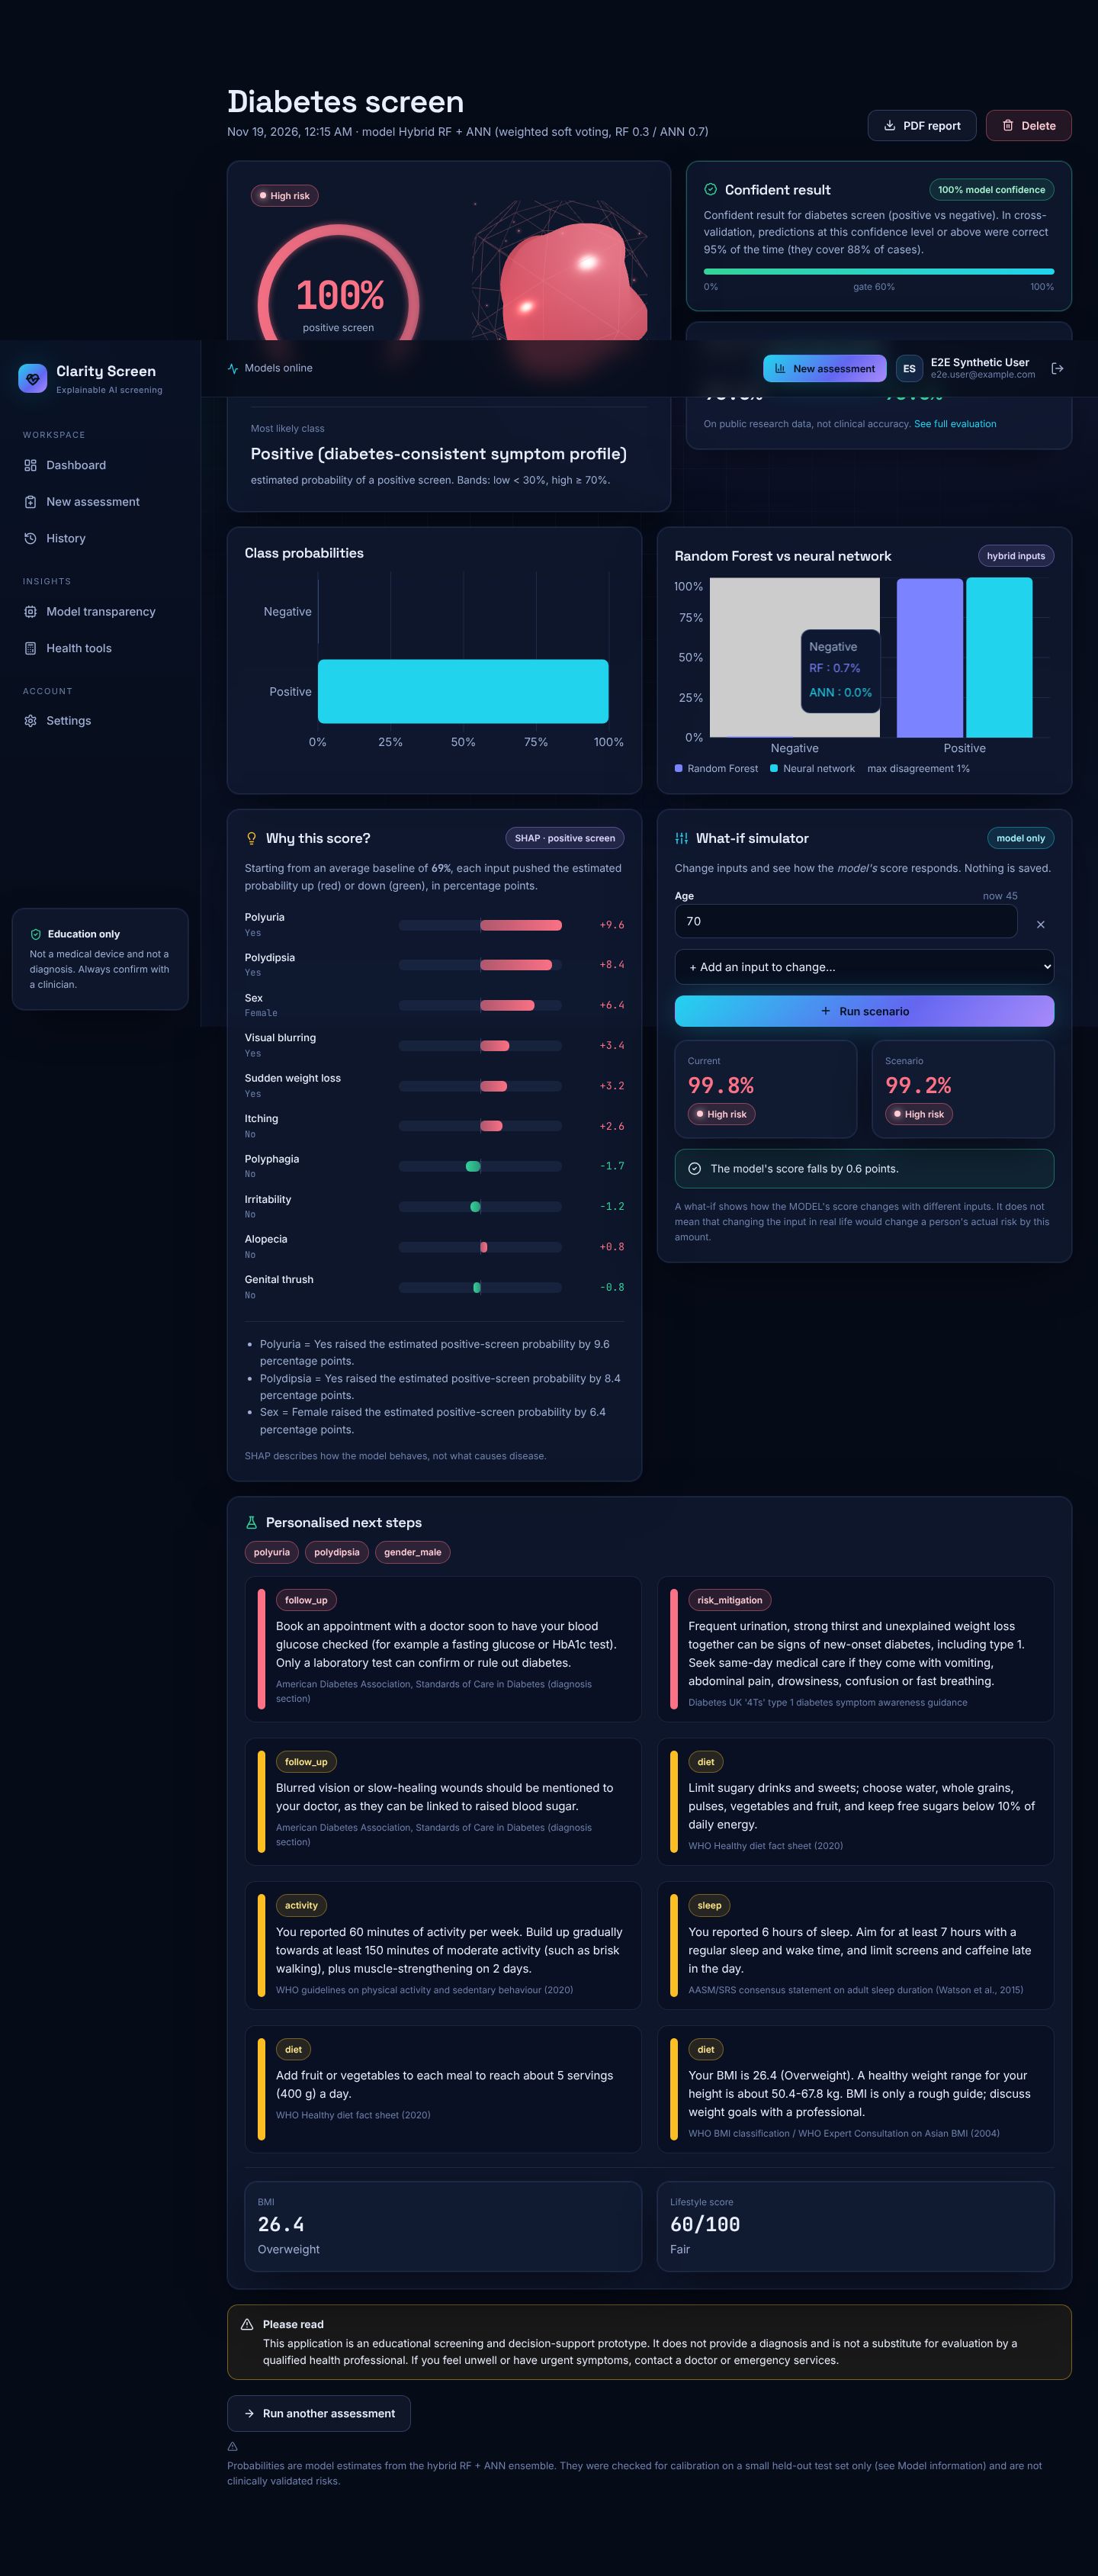 Diabetes screen
Nov 19, 2026, 12:15 AM · model Hybrid RF + ANN (weighted soft voting, RF 0.3 / ANN 0.7)
PDF report
Delete
High risk
100%
positive screen
Confident result
100% model confidence
Confident result for diabetes screen (positive vs negative). In cross-
validation, predictions at this confidence level or above were correct
95% of the time (they cover 88% of cases).
0%
gate 60%
100%
Clarity Screen
Explainable AI screening
Models online
New assessment
ES
E2E Synthetic User
e2e.user@example.com
On public research data, not clinical accuracy. See full evaluation
WORKSPACE
Dashboard
New assessment
History
INSIGHTS
Model transparency
Health tools
ACCOUNT
Settings
Education only
Not a medical device and not a
diagnosis. Always confirm with
a clinician.
Most likely class
Positive (diabetes-consistent symptom profile)
estimated probability of a positive screen. Bands: low < 30%, high ≥ 70%.
Class probabilities
Negative
Positive
0%
25%
50%
75%
100%
Random Forest vs neural network
hybrid inputs
100%
75%
50%
25%
0%
Negative
RF : 0.7%
ANN : 0.0%
Negative
Positive
Random Forest
Neural network
max disagreement 1%
Why this score?
SHAP · positive screen
Starting from an average baseline of 69%, each input pushed the estimated
probability up (red) or down (green), in percentage points.
Polyuria
Yes
+9.6
Polydipsia
Yes
+8.4
Sex
Female
+6.4
Visual blurring
Yes
+3.4
Sudden weight loss
Yes
+3.2
Itching
No
+2.6
Polyphagia
No
-1.7
Irritability
No
-1.2
Alopecia
No
+0.8
Genital thrush
No
-0.8
Polyuria = Yes raised the estimated positive-screen probability by 9.6
percentage points.
Polydipsia = Yes raised the estimated positive-screen probability by 8.4
percentage points.
Sex = Female raised the estimated positive-screen probability by 6.4
percentage points.
SHAP describes how the model behaves, not what causes disease.
What-if simulator
model only
Change inputs and see how the model's score responds. Nothing is saved.
Age
now 45
70
+ Add an input to change...
Run scenario
Current
99.8%
High risk
Scenario
99.2%
High risk
The model's score falls by 0.6 points.
A what-if shows how the MODEL's score changes with different inputs. It does not
mean that changing the input in real life would change a person's actual risk by this
amount.
Personalised next steps
polyuria
polydipsia
gender_male
follow_up
Book an appointment with a doctor soon to have your blood
glucose checked (for example a fasting glucose or HbA1c test).
Only a laboratory test can confirm or rule out diabetes.
American Diabetes Association, Standards of Care in Diabetes (diagnosis
section)
risk_mitigation
Frequent urination, strong thirst and unexplained weight loss
together can be signs of new-onset diabetes, including type 1.
Seek same-day medical care if they come with vomiting,
abdominal pain, drowsiness, confusion or fast breathing.
Diabetes UK '4Ts' type 1 diabetes symptom awareness guidance
follow_up
Blurred vision or slow-healing wounds should be mentioned to
your doctor, as they can be linked to raised blood sugar.
American Diabetes Association, Standards of Care in Diabetes (diagnosis
section)
diet
Limit sugary drinks and sweets; choose water, whole grains,
pulses, vegetables and fruit, and keep free sugars below 10% of
daily energy.
WHO Healthy diet fact sheet (2020)
activity
You reported 60 minutes of activity per week. Build up gradually
towards at least 150 minutes of moderate activity (such as brisk
walking), plus muscle-strengthening on 2 days.
WHO guidelines on physical activity and sedentary behaviour (2020)
sleep
You reported 6 hours of sleep. Aim for at least 7 hours with a
regular sleep and wake time, and limit screens and caffeine late
in the day.
AASM/SRS consensus statement on adult sleep duration (Watson et al., 2015)
diet
Add fruit or vegetables to each meal to reach about 5 servings
(400 g) a day.
WHO Healthy diet fact sheet (2020)
diet
Your BMI is 26.4 (Overweight). A healthy weight range for your
height is about 50.4-67.8 kg. BMI is only a rough guide; discuss
weight goals with a professional.
WHO BMI classification / WHO Expert Consultation on Asian BMI (2004)
BMI
26.4
Overweight
Lifestyle score
60/100
Fair
Please read
This application is an educational screening and decision-support prototype. It does not provide a diagnosis and is not a substitute for evaluation by a
qualified health professional. If you feel unwell or have urgent symptoms, contact a doctor or emergency services.
Run another assessment
Probabilities are model estimates from the hybrid RF + ANN ensemble. They were checked for calibration on a small held-out test set only (see Model information) and are not
clinically validated risks.